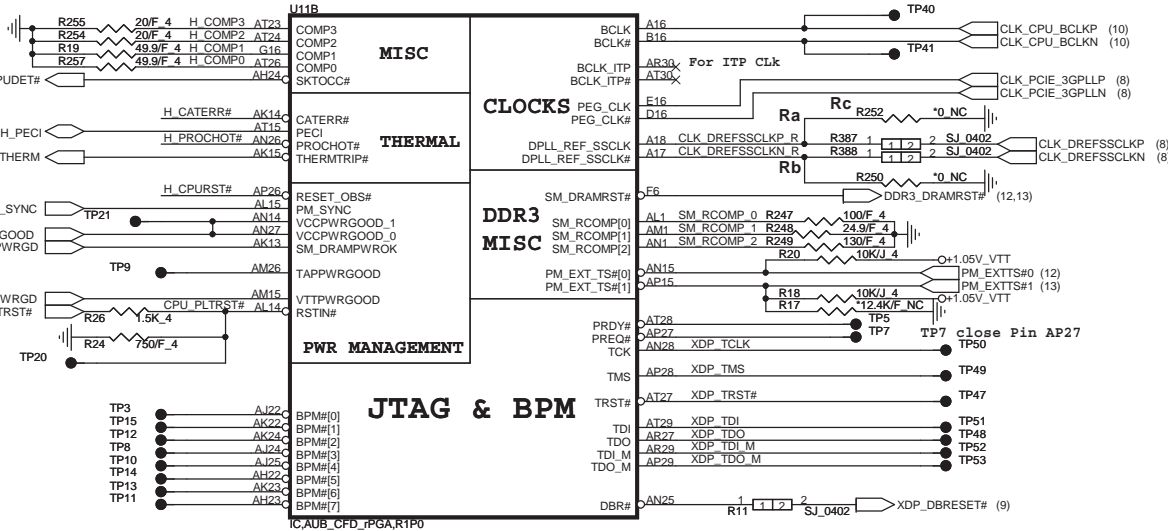 U11B
R255 20/F_4 H_COMP3 AT23 COMP3
R254 20/F_4 H_COMP2 AT24 COMP2
R19 49.9/F_4 H_COMP1 G16 COMP1
R257 49.9/F_4 H_COMP0 AT26 COMP0
PUDET# AH24 SKTOCC#
MISC
H_CATERR# AK14 CATERR#
H_PECI AT15 PECI
H_PROCHOT# AN26 PROCHOT#
THERM AK15 THERMTRIP#
THERMAL
H_CPURST# AP26 RESET_OBS#
_SYNC AL15 PM_SYNC
TP21 AN14 VCCPWRGOOD_1
GOOD AN27 VCCPWRGOOD_0
PWRGD AK13 SM_DRAMPWROK
TP9 AM26 TAPPWRGOOD
WRGD AM15 VTTPWRGOOD
TRST# R26 1.5K_4 CPU_PLTRST# AL14 RSTIN#
R24 750/F_4
TP20
PWR MANAGEMENT
TP3 AJ22 BPM#[0]
TP15 AK22 BPM#[1]
TP12 AK24 BPM#[2]
TP8 AJ24 BPM#[3]
TP10 AJ25 BPM#[4]
TP14 AH22 BPM#[5]
TP13 AK23 BPM#[6]
TP11 AH23 BPM#[7]
JTAG & BPM
CLOCKS
BCLK A16 TP40 CLK_CPU_BCLKP (10)
BCLK# B16 TP41 CLK_CPU_BCLKN (10)
BCLK_ITP AR30 For ITP CLk
BCLK_ITP# AT30
PEG_CLK E16 CLK_PCIE_3GPLLP (8)
PEG_CLK# D16 CLK_PCIE_3GPLLN (8)
Ra Rc R252 *0_NC
DPLL_REF_SSCLK A18 CLK_DREFSSCLKP_R R387 1 1 2 2 SJ_0402 CLK_DREFSSCLKP (8)
DPLL_REF_SSCLK# A17 CLK_DREFSSCLKN_R R388 1 1 2 2 SJ_0402 CLK_DREFSSCLKN (8)
Rb R250 *0_NC
DDR3
MISC
SM_DRAMRST# F6 DDR3_DRAMRST# (12,13)
SM_RCOMP[0] AL1 SM_RCOMP_0 R247 100/F_4
SM_RCOMP[1] AM1 SM_RCOMP_1 R248 24.9/F_4
SM_RCOMP[2] AN1 SM_RCOMP_2 R249 130/F_4
R20 10K/J_4 +1.05V_VTT
PM_EXT_TS#[0] AN15 PM_EXTTS#0 (12)
PM_EXT_TS#[1] AP15 PM_EXTTS#1 (13)
R18 10K/J_4 +1.05V_VTT
R17 *12.4K/F_NC
PRDY# AT28 TP5
PREQ# AP27 TP7 TP7 close Pin AP27
TCK AN28 XDP_TCLK TP50
TMS AP28 XDP_TMS TP49
TRST# AT27 XDP_TRST# TP47
TDI AT29 XDP_TDI TP51
TDO AR27 XDP_TDO TP48
TDI_M AR29 XDP_TDI_M TP52
TDO_M AP29 XDP_TDO_M TP53
DBR# AN25 R11 1 1 2 2 SJ_0402 XDP_DBRESET# (9)
IC,AUB_CFD_rPGA,R1P0